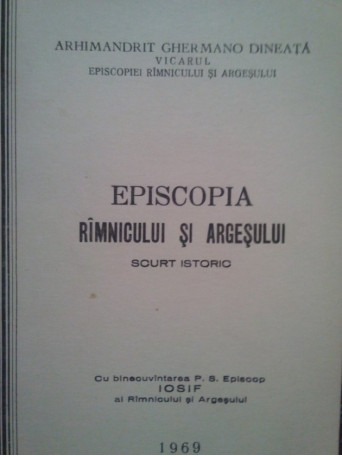 ARHIMANDRIT GHERMANO DINEAȚĂ
VICARUL
EPISCOPIEI RÎMNICULUI ȘI ARGEȘULUI
EPISCOPIA
RÎMNICULUI ȘI ARGEȘULUI
SCURT ISTORIC
Cu binecuvîntarea P. S. Episcop
IOSIF
al Rîmnicului și Argeșului
1969